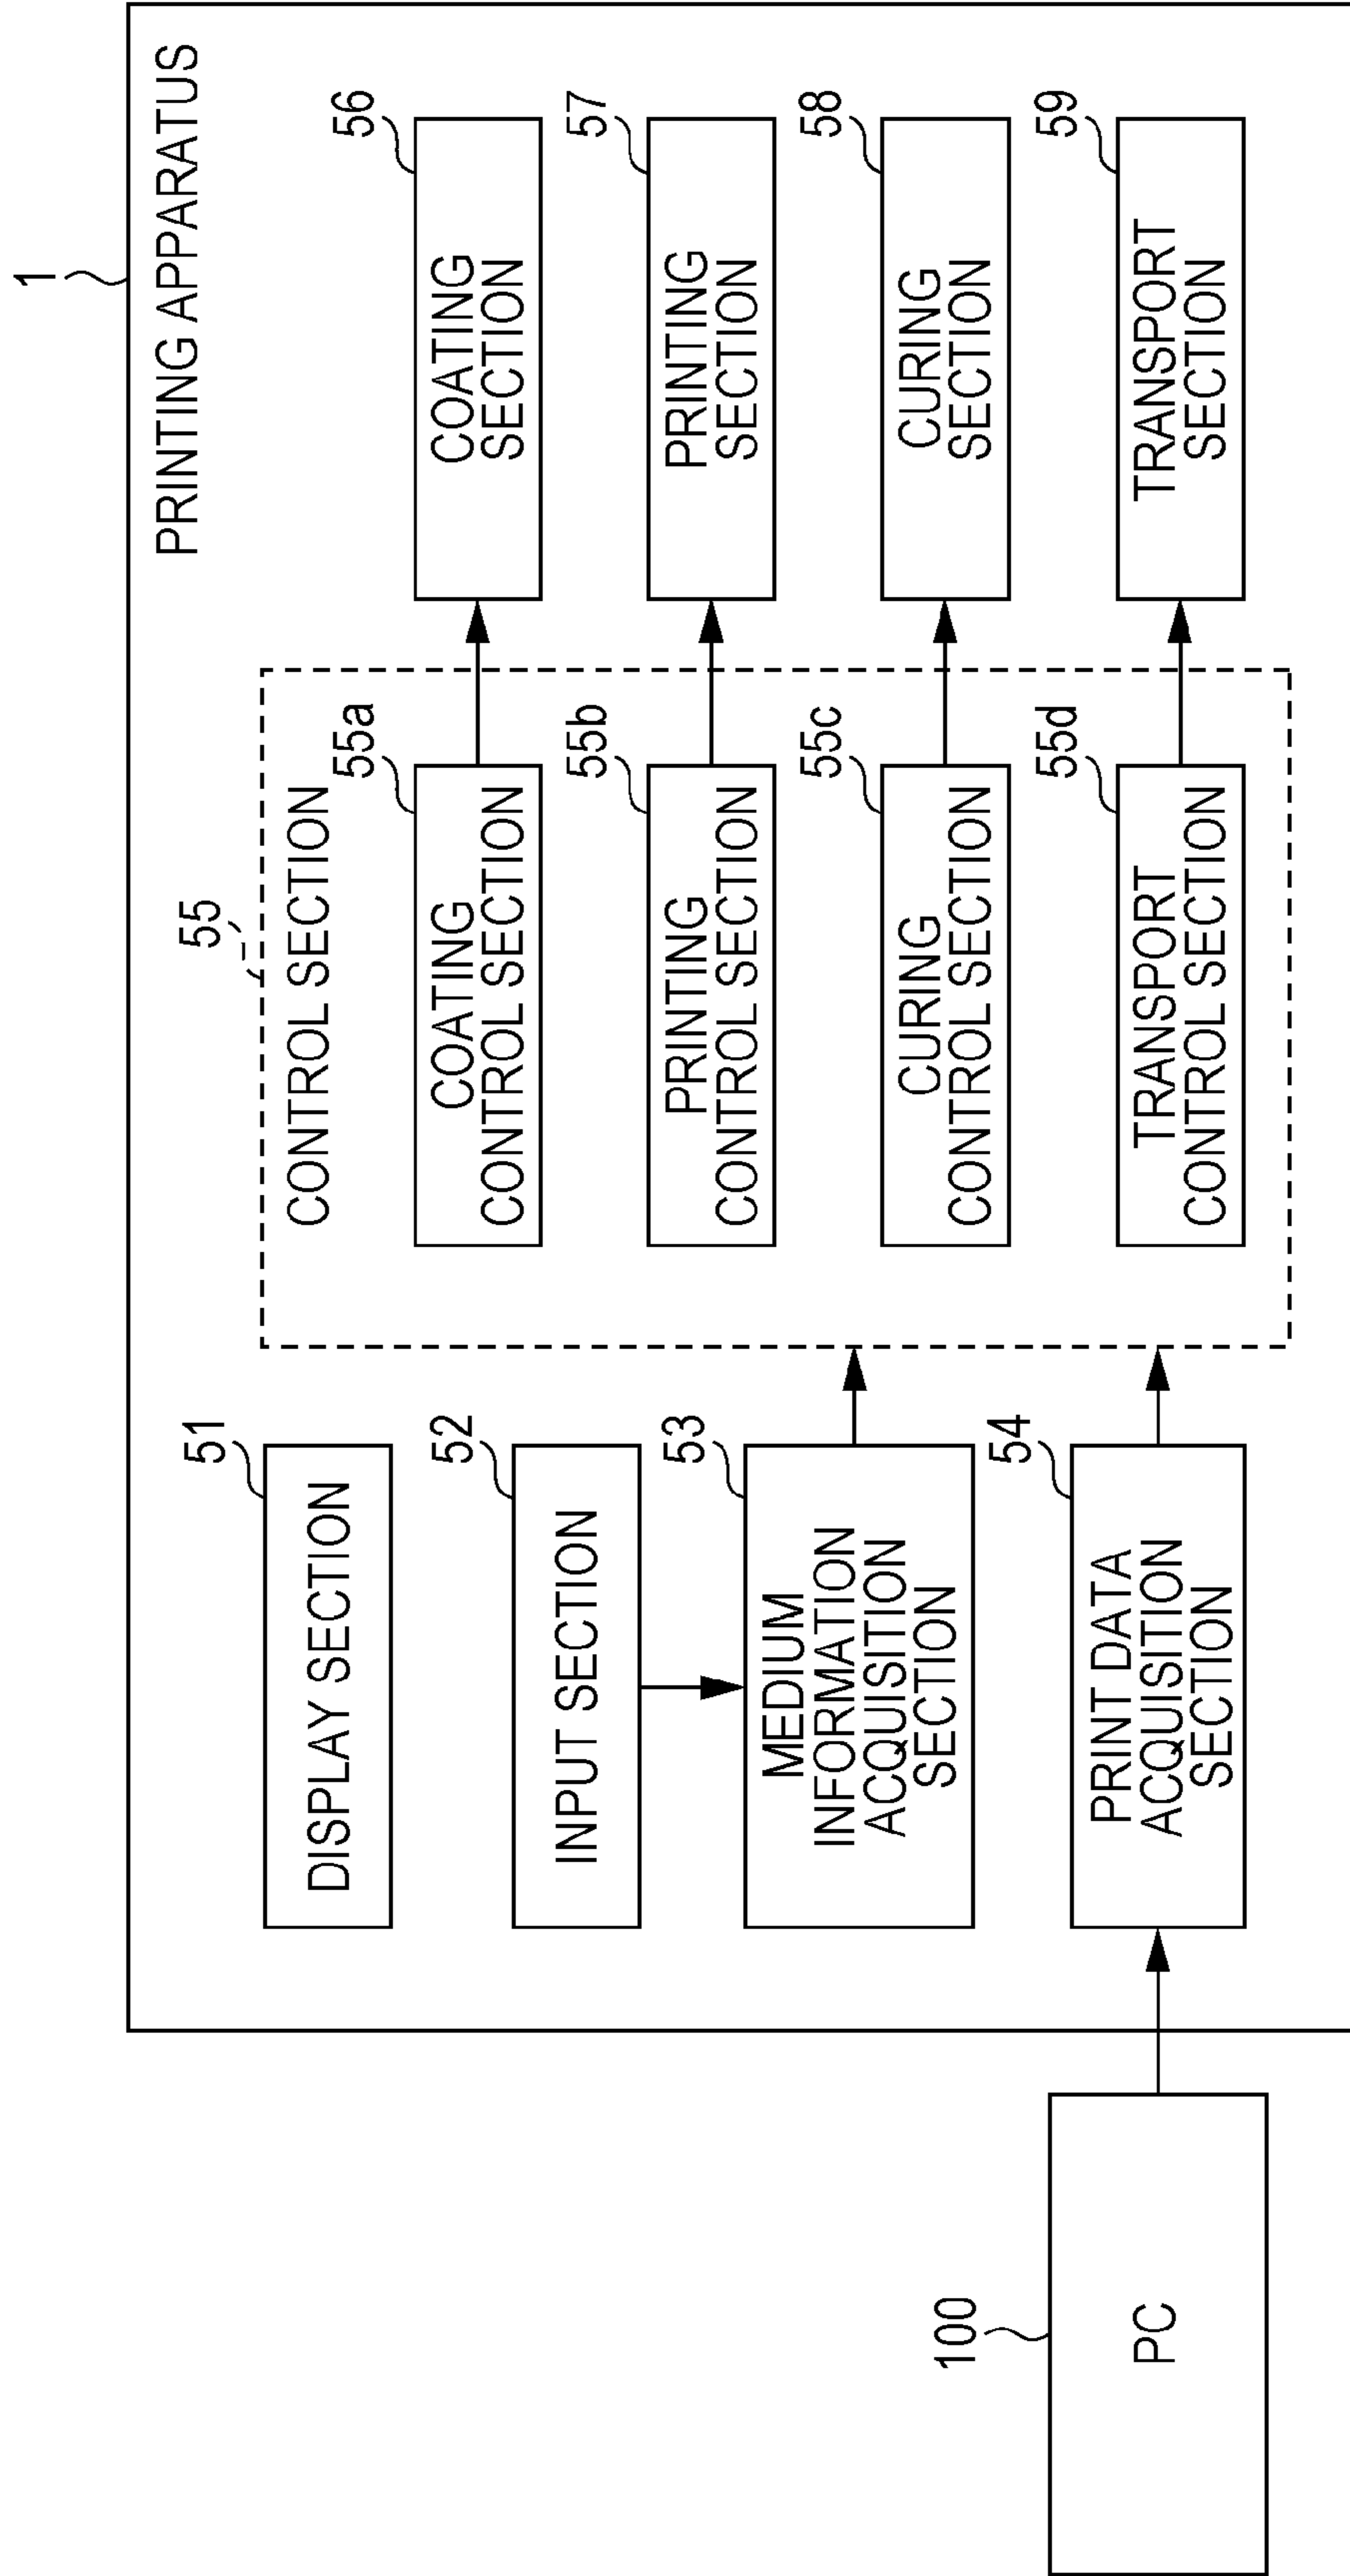 1
PRINTING APPARATUS
51
DISPLAY SECTION
52
INPUT SECTION
53
MEDIUM
INFORMATION
ACQUISITION
SECTION
54
PRINT DATA
ACQUISITION
SECTION
100
PC
55
CONTROL SECTION
55a
COATING
CONTROL SECTION
55b
PRINTING
CONTROL SECTION
55c
CURING
CONTROL SECTION
55d
TRANSPORT
CONTROL SECTION
56
COATING
SECTION
57
PRINTING
SECTION
58
CURING
SECTION
59
TRANSPORT
SECTION